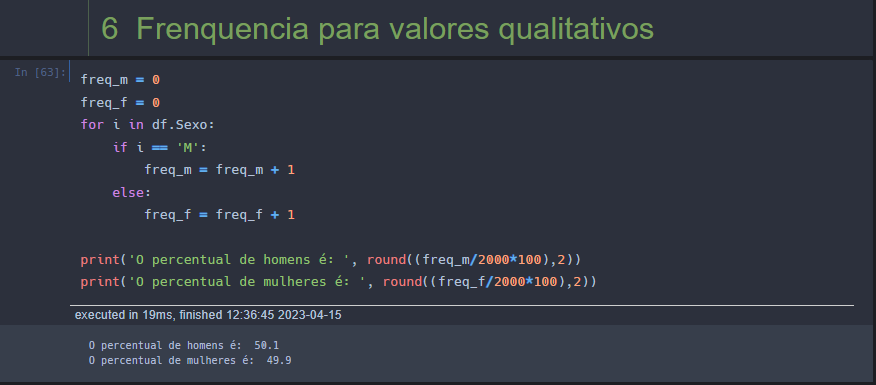 6 Frenquencia para valores qualitativos
In [63]:
freq_m = 0
freq_f = 0
for i in df.Sexo:
    if i == 'M':
        freq_m = freq_m + 1
    else:
        freq_f = freq_f + 1
print('O percentual de homens é: ', round((freq_m/2000*100),2))
print('O percentual de mulheres é: ', round((freq_f/2000*100),2))
executed in 19ms, finished 12:36:45 2023-04-15
O percentual de homens é:  50.1
O percentual de mulheres é:  49.9